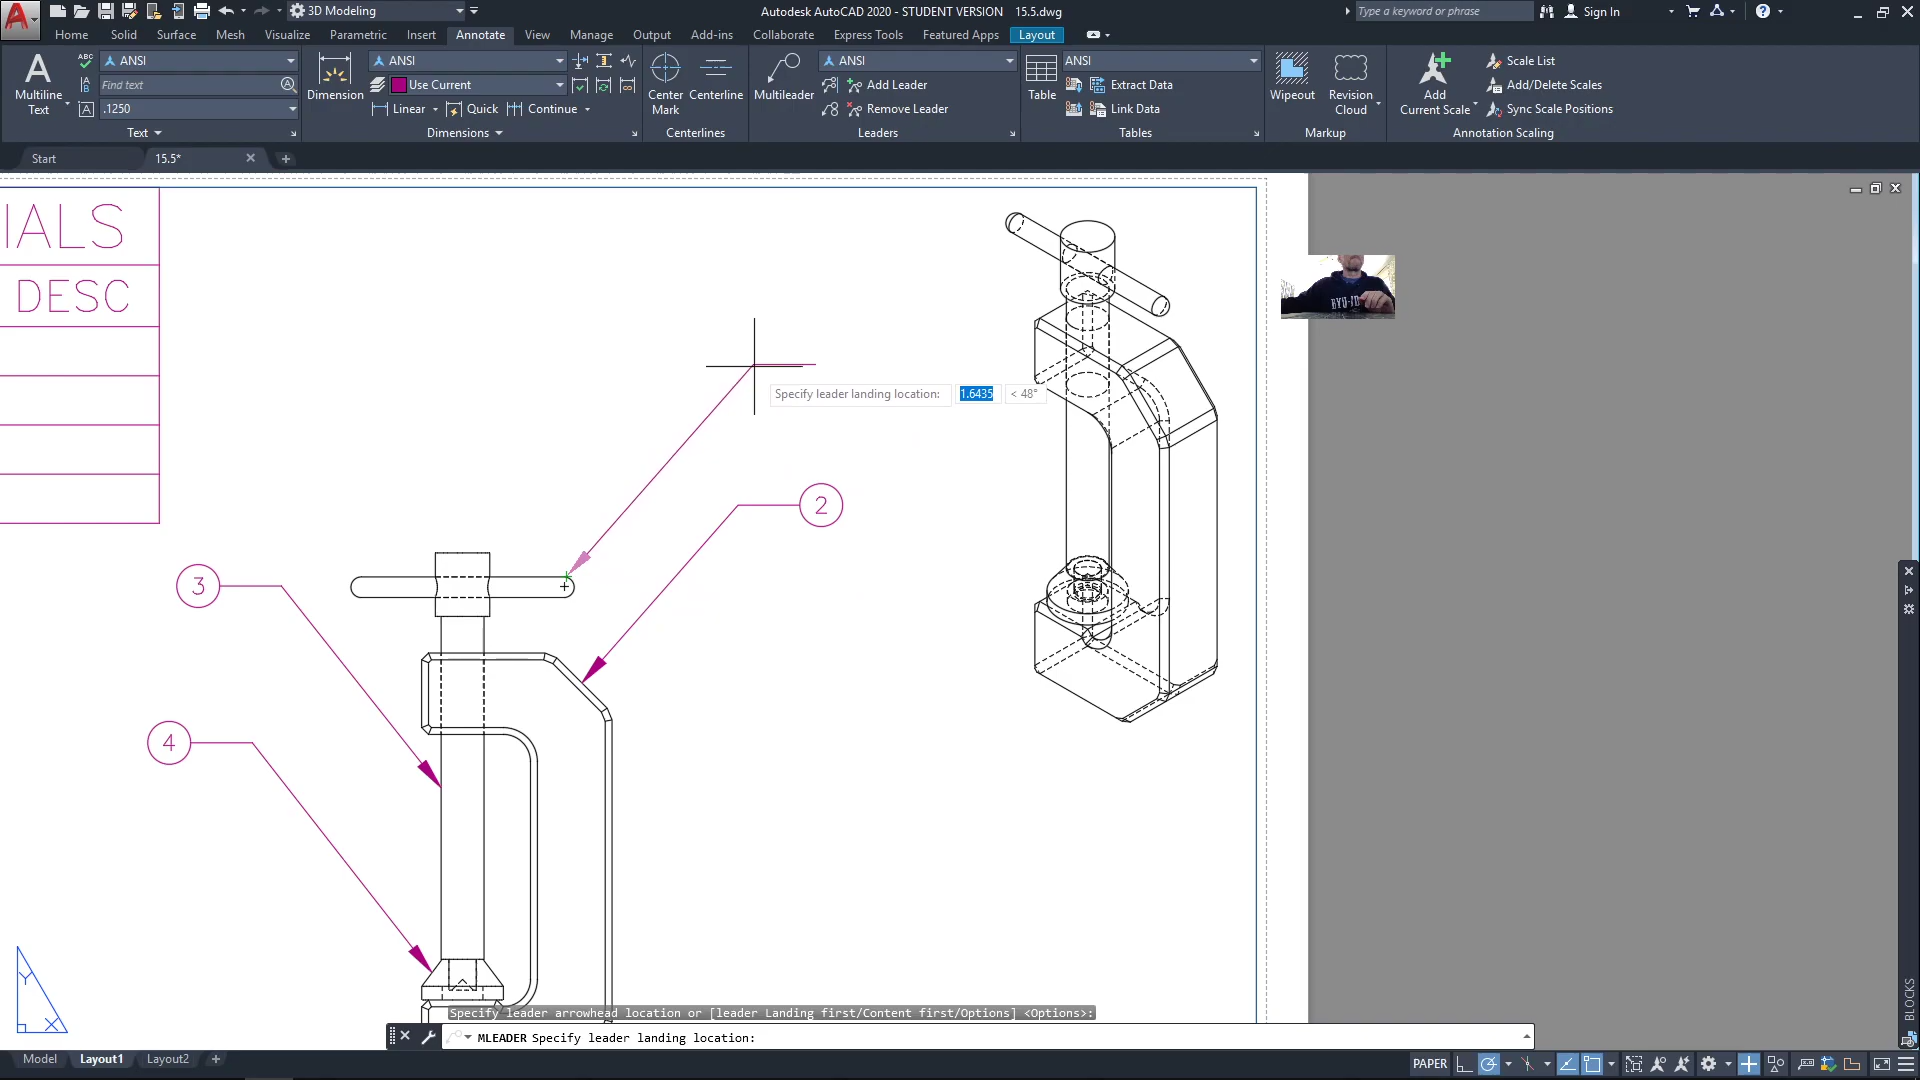 3D Modeling
Autodesk AutoCAD 2020 - STUDENT VERSION 15.5.dwg
Type a keyword or phrase
Sign In
Home Solid Surface Mesh Visualize Parametric Insert Annotate View Manage Output Add-ins Collaborate Express Tools Featured Apps Layout
Multiline
Text
ABC
ANSI
Find text
.1250
Text
Dimension
ANSI
Use Current
Linear Quick Continue
Dimensions
Center
Mark
Centerline
Centerlines
Multileader
ANSI
Add Leader
Remove Leader
Leaders
Table
ANSI
Extract Data
Link Data
Tables
Wipeout
Revision
Cloud
Markup
Add
Current Scale
Scale List
Add/Delete Scales
Sync Scale Positions
Annotation Scaling
Start
15.5*
IALS
DESC
Specify leader landing location: 1.6435 < 48°
2
3
4
Y
X
BLOCKS
Specify leader arrowhead location or [leader Landing first/Content first/Options] <Options>:
MLEADER Specify leader landing location:
Model Layout1 Layout2
PAPER